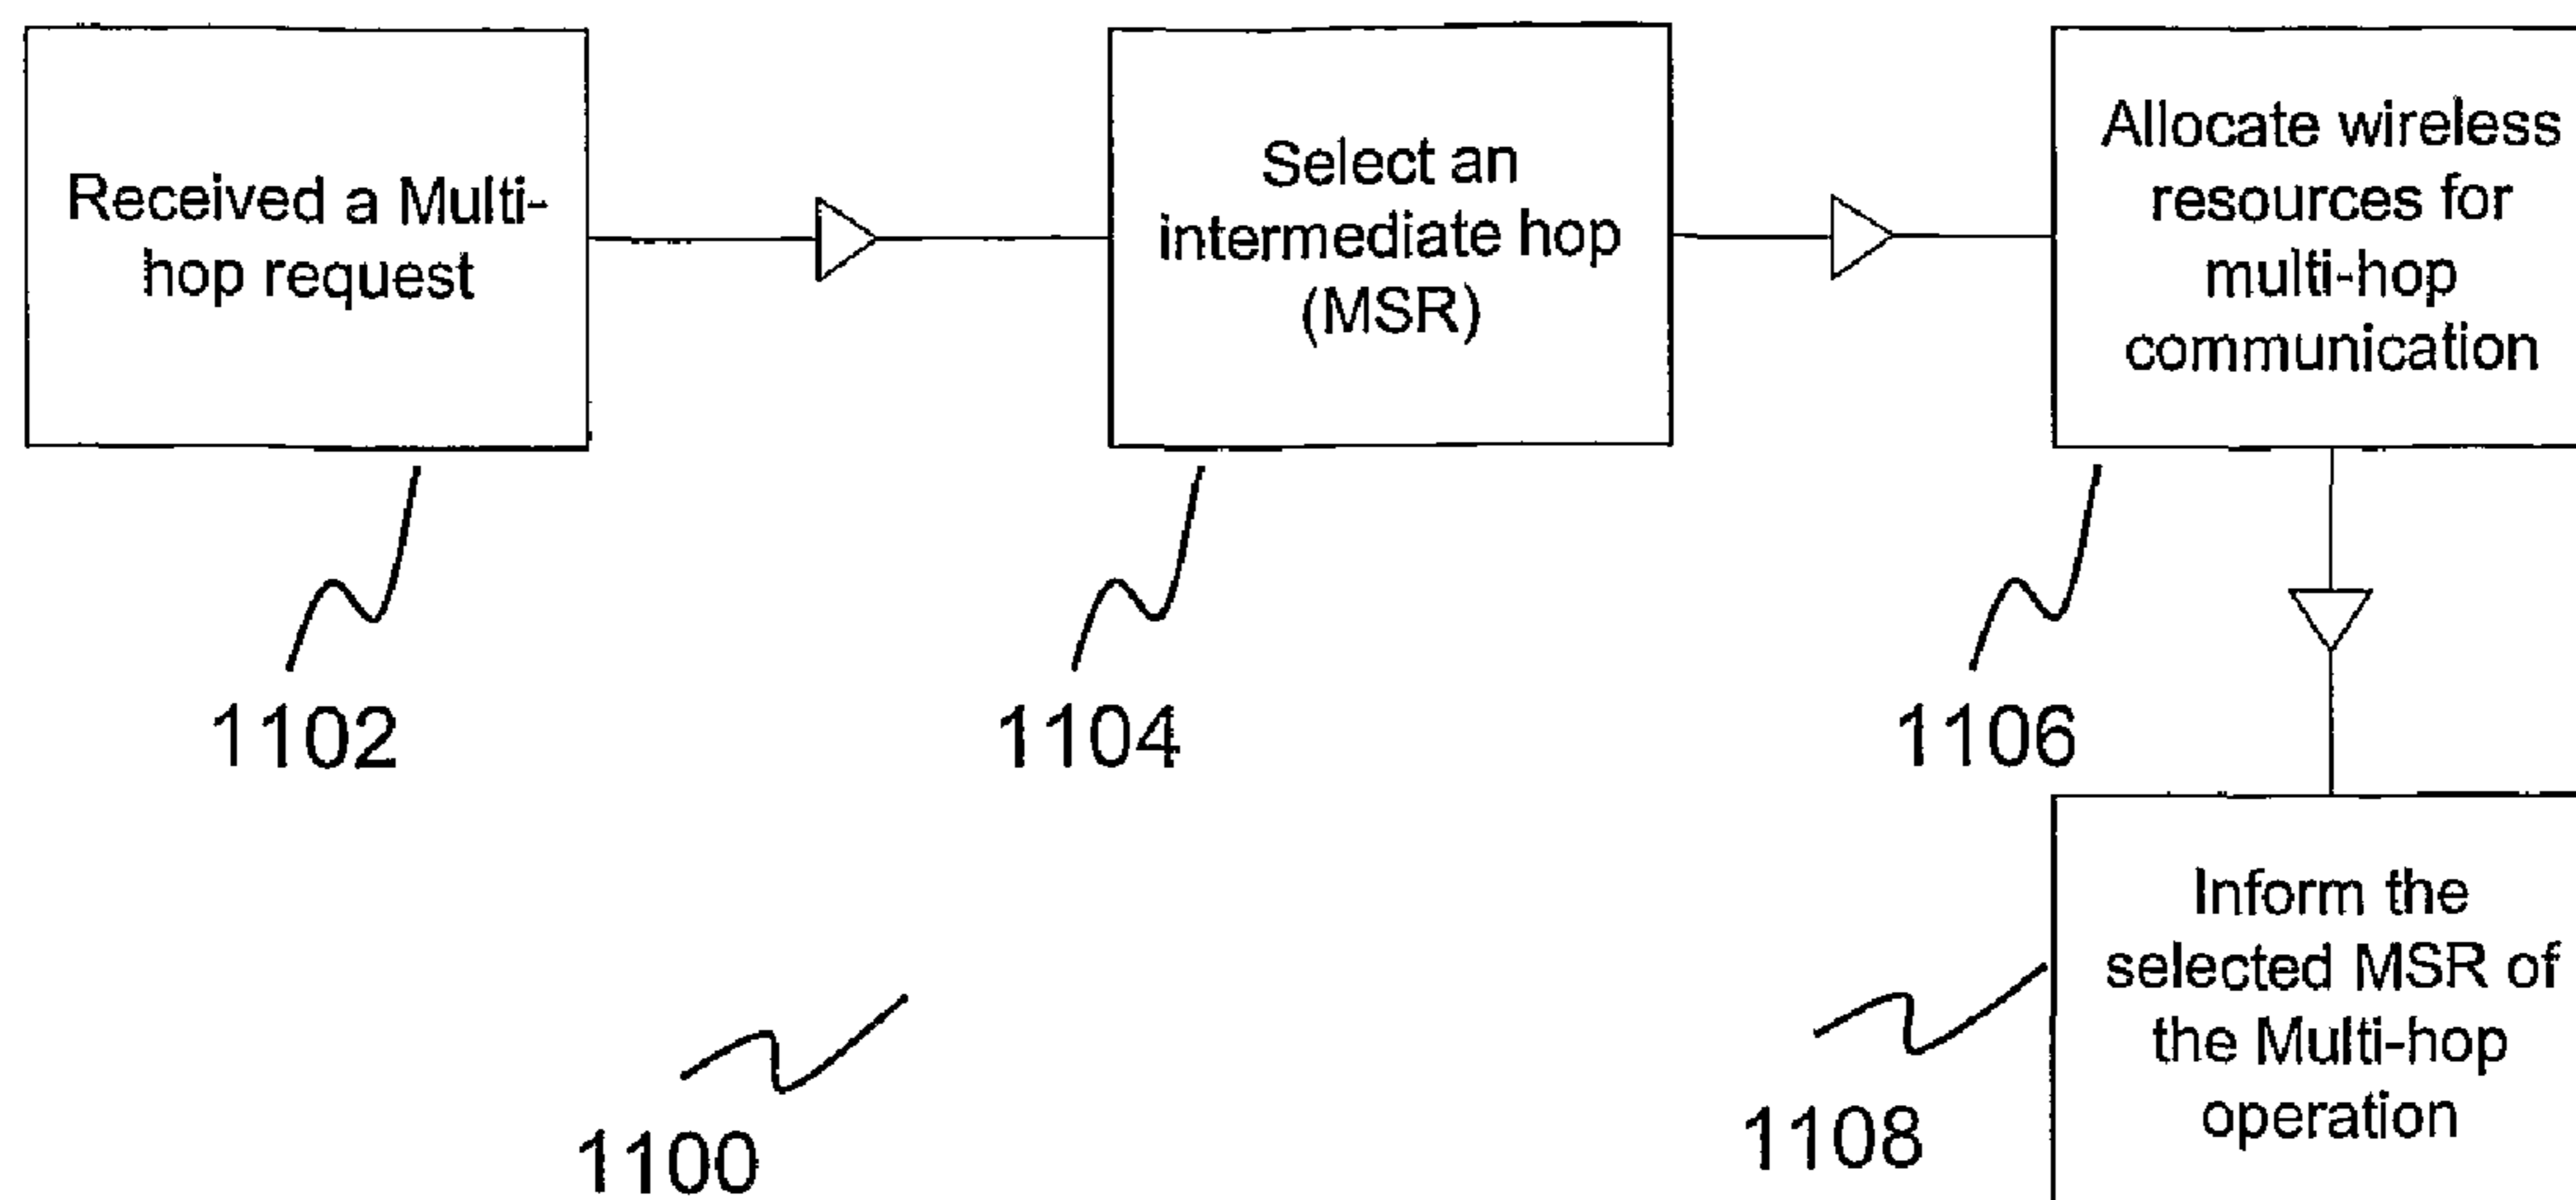 Received a Multi-
hop request
Select an
intermediate hop
(MSR)
Allocate wireless
resources for
multi-hop
communication
1102
1104
1106
Inform the
selected MSR of
the Multi-hop
operation
1100
1108